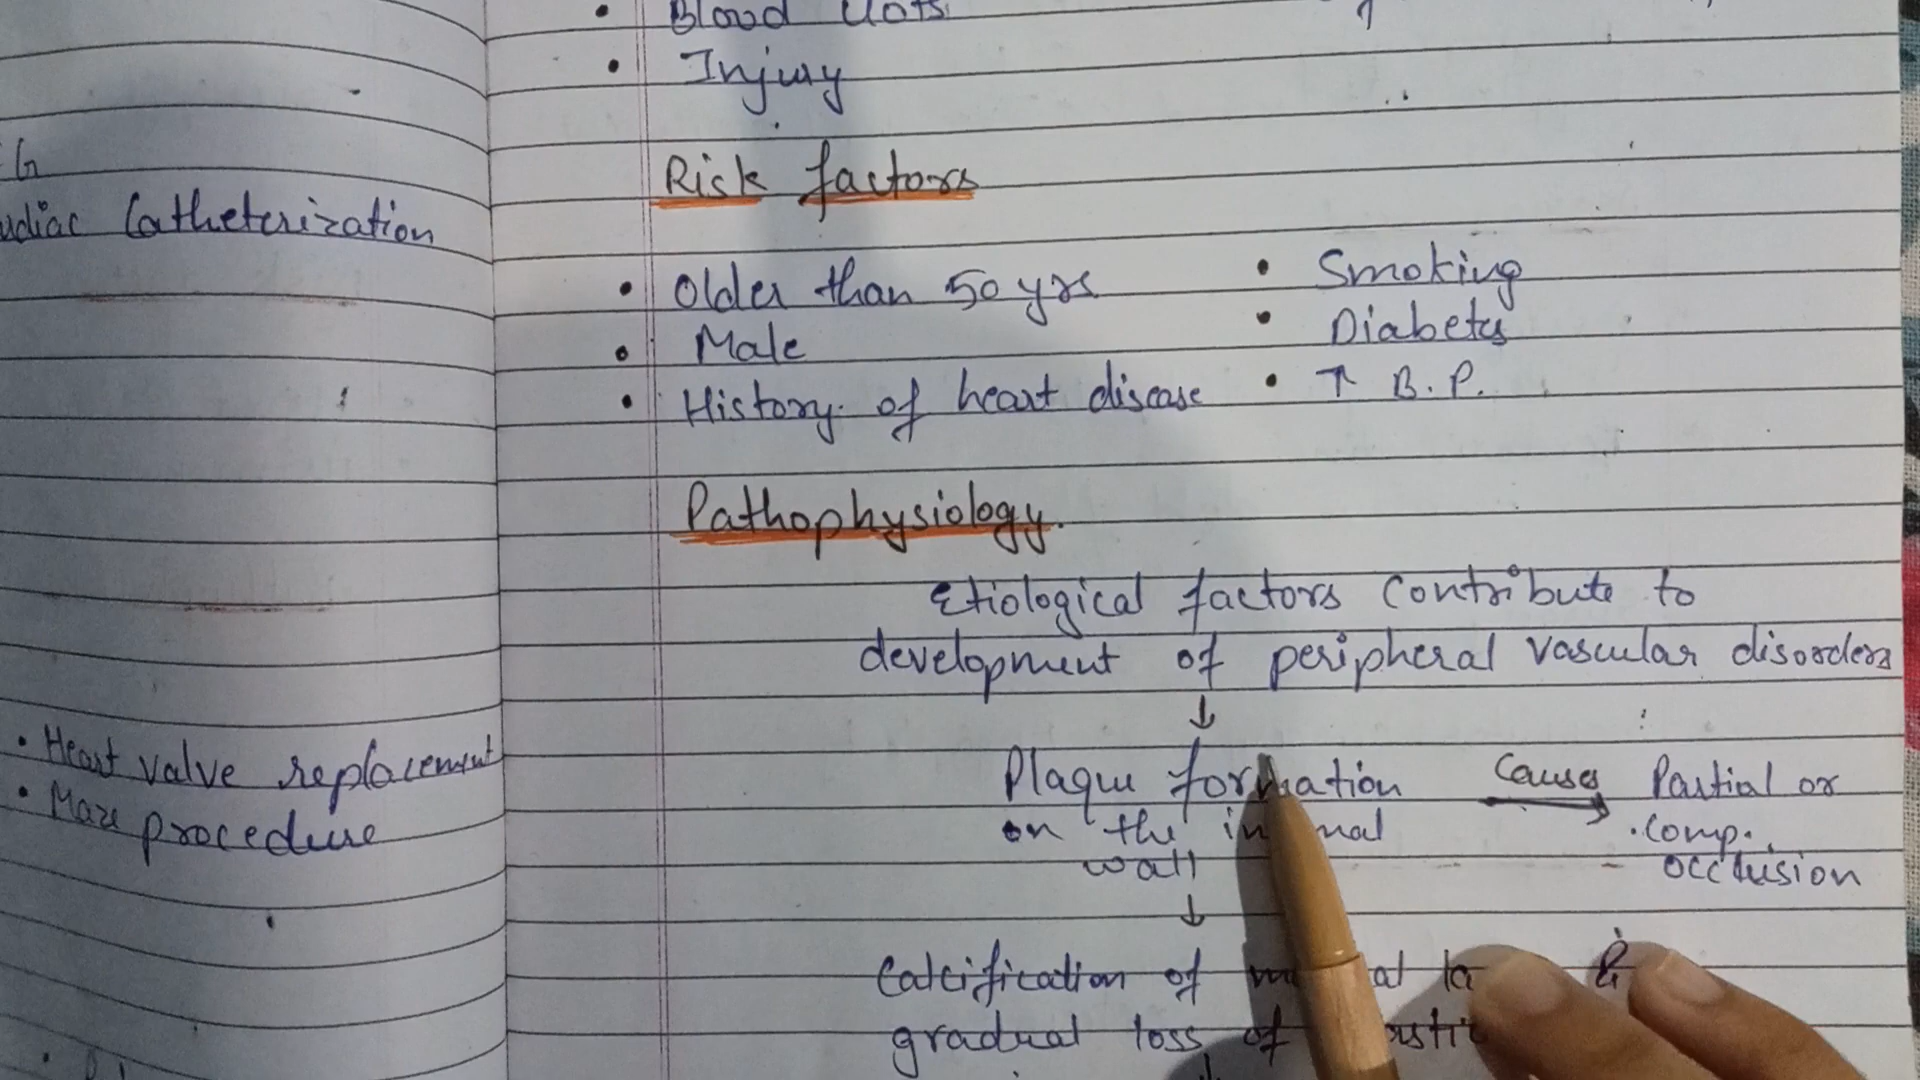 Catheterization
• Heart valve replacement
• Maze procedure
• Blood clots
• Injury
Risk factors
• Older than 50 yrs
• Male
• History of heart disease
• Smoking
• Diabetes
• ↑ B.P.
Pathophysiology
Etiological factors contribute to
development of peripheral vascular disorders
↓
Plaque formation
on the
wall
causes
→
Partial or
comp.
occlusion
↓
Calcification of
gradual loss of
↓